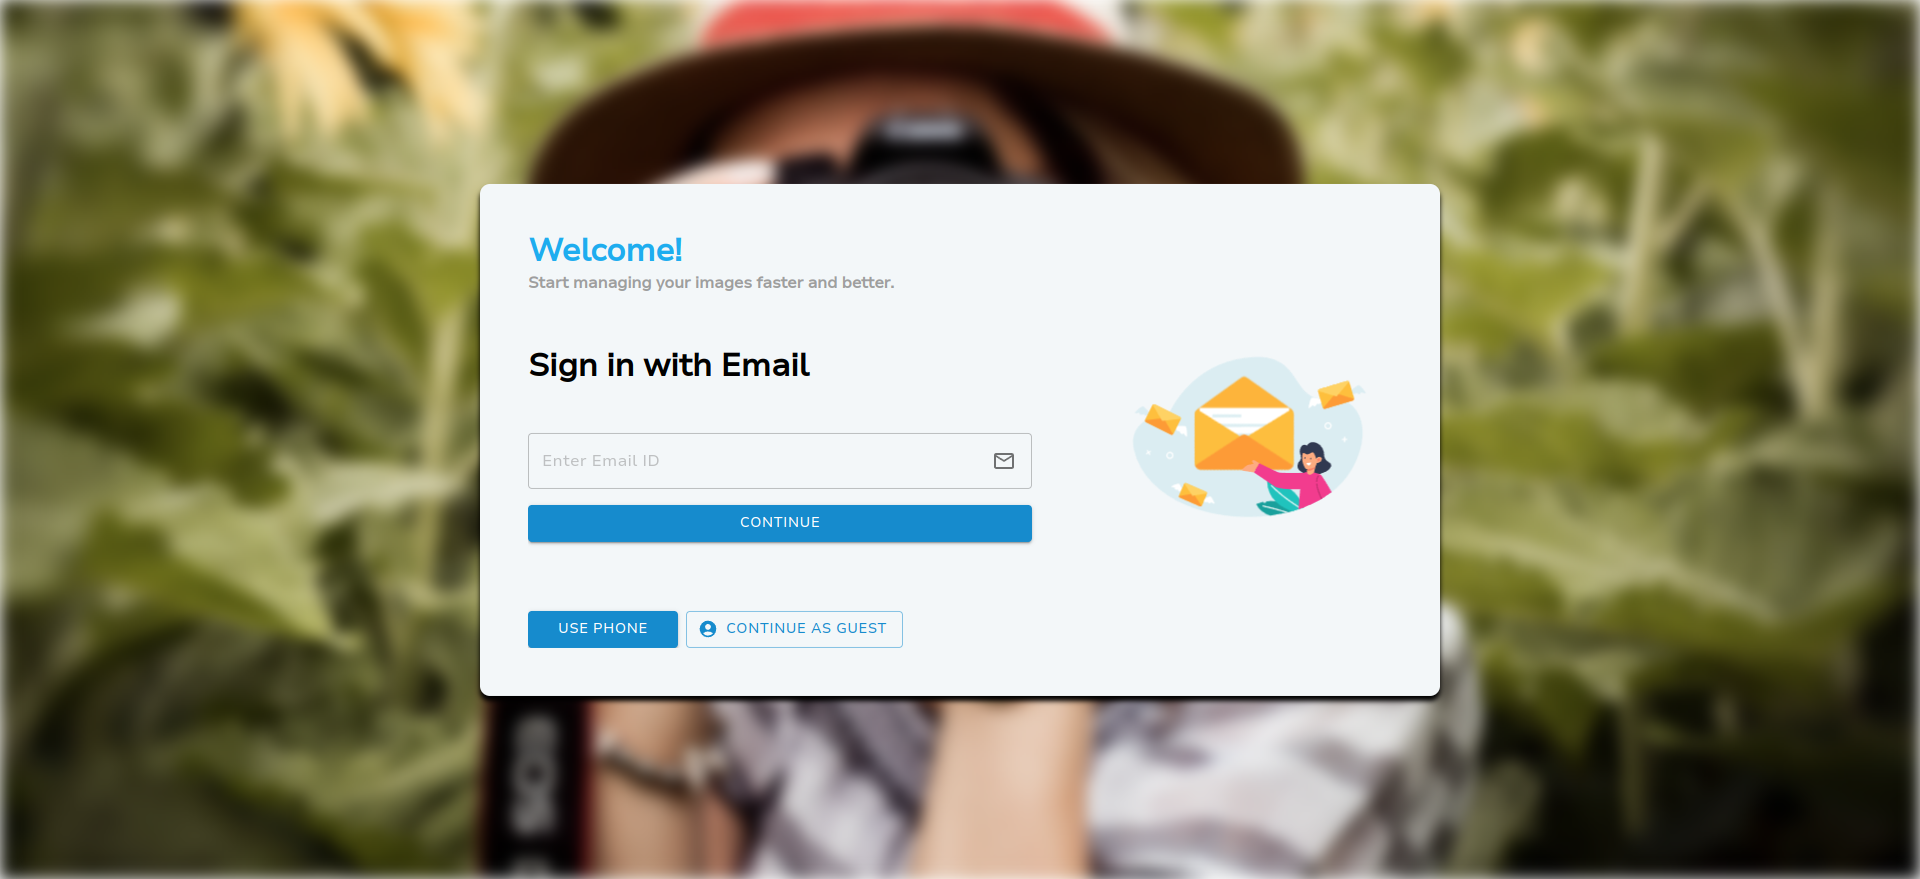 Welcome!
Start managing your images faster and better.
Sign in with Email
Enter Email ID
CONTINUE
USE PHONE
CONTINUE AS GUEST
EOS